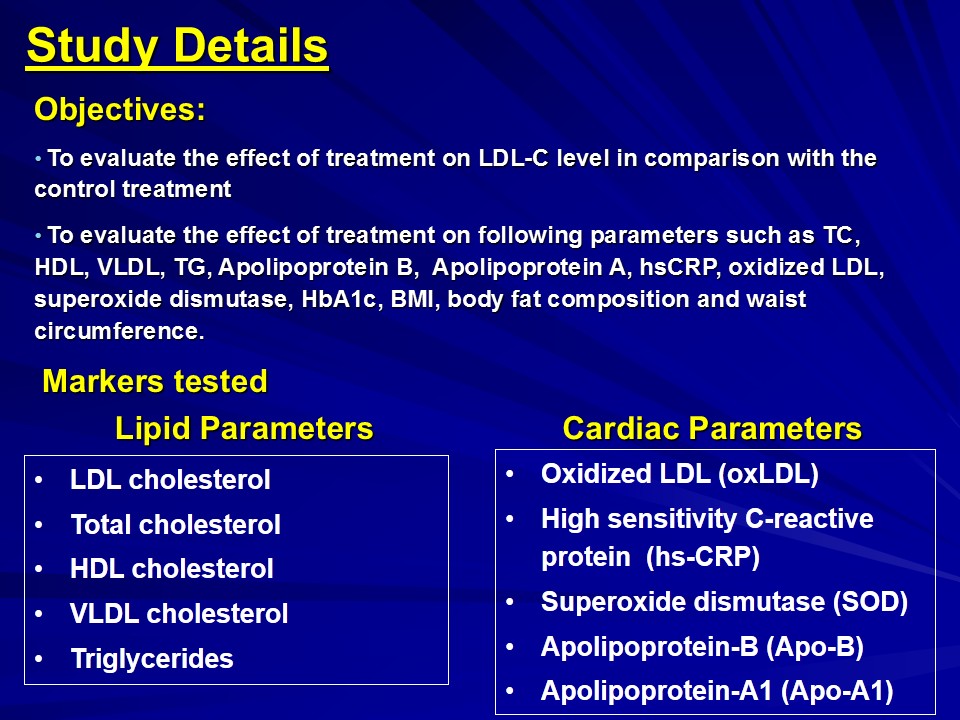 Study Details
Objectives:
• To evaluate the effect of treatment on LDL-C level in comparison with the
control treatment
• To evaluate the effect of treatment on following parameters such as TC,
HDL, VLDL, TG, Apolipoprotein B,  Apolipoprotein A, hsCRP, oxidized LDL,
superoxide dismutase, HbA1c, BMI, body fat composition and waist
circumference.
Markers tested
Lipid Parameters
• LDL cholesterol
• Total cholesterol
• HDL cholesterol
• VLDL cholesterol
• Triglycerides
Cardiac Parameters
• Oxidized LDL (oxLDL)
• High sensitivity C-reactive
protein  (hs-CRP)
• Superoxide dismutase (SOD)
• Apolipoprotein-B (Apo-B)
• Apolipoprotein-A1 (Apo-A1)